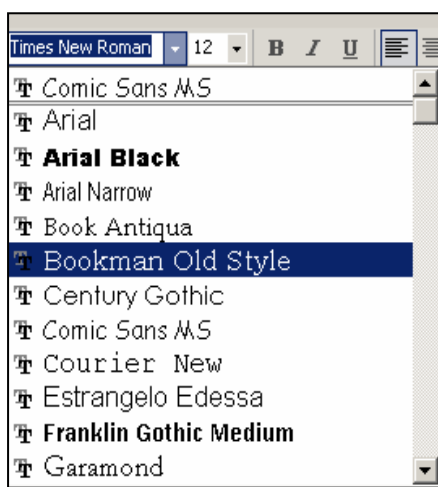 Times New Roman 12 B I U
Comic Sans MS
Arial
Arial Black
Arial Narrow
Book Antiqua
Bookman Old Style
Century Gothic
Comic Sans MS
Courier New
Estrangelo Edessa
Franklin Gothic Medium
Garamond